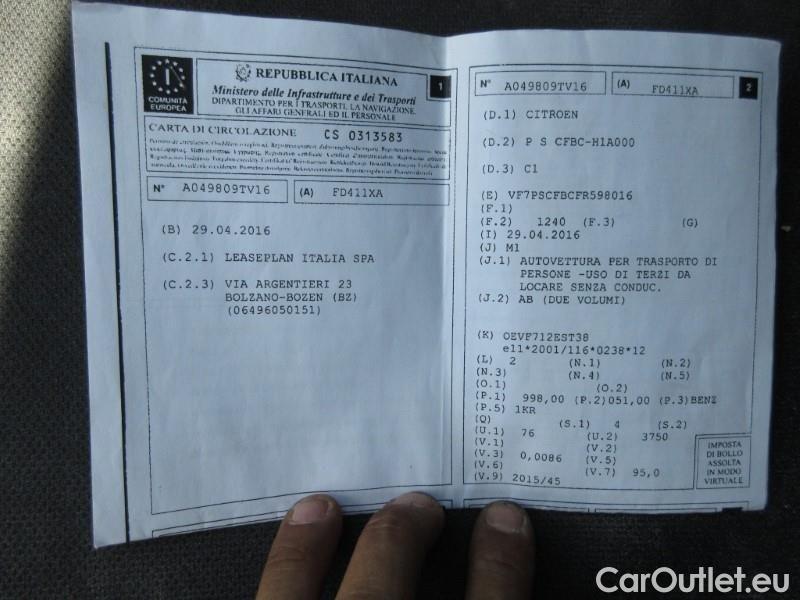 I
COMUNITÀ
EUROPEA
REPUBBLICA ITALIANA
Ministero delle Infrastrutture e dei Trasporti
DIPARTIMENTO PER I TRASPORTI, LA NAVIGAZIONE,
GLI AFFARI GENERALI ED IL PERSONALE
1
CARTA DI CIRCOLAZIONE CS 0313583
N° A049809TV16 (A) FD411XA
(B) 29.04.2016
(C.2.1) LEASEPLAN ITALIA SPA
(C.2.3) VIA ARGENTIERI 23
BOLZANO-BOZEN (BZ)
(06496050151)
N° A049809TV16 (A) FD411XA 2
(D.1) CITROEN
(D.2) P S CFBC-H1A000
(D.3) C1
(E) VF7PSCFBCFR598016
(F.1)
(F.2) 1240 (F.3) (G)
(I) 29.04.2016
(J) M1
(J.1) AUTOVETTURA PER TRASPORTO DI
PERSONE -USO DI TERZI DA
LOCARE SENZA CONDUC.
(J.2) AB (DUE VOLUMI)
(K) OEVF712EST38
e11*2001/116*0238*12
(L) 2 (N.1) (N.2)
(N.3) (N.4) (N.5)
(O.1) (O.2)
(P.1) 998,00 (P.2)051,00 (P.3)BENZ
(P.5) 1KR
(Q) (S.1) 4 (S.2)
(U.1) 76 (U.2) 3750
(V.1) (V.2)
(V.3) 0,0086 (V.5)
(V.6) (V.7) 95,0
(V.9) 2015/45
IMPOSTA
DI BOLLO
ASSOLTA
IN MODO
VIRTUALE
CarOutlet.eu